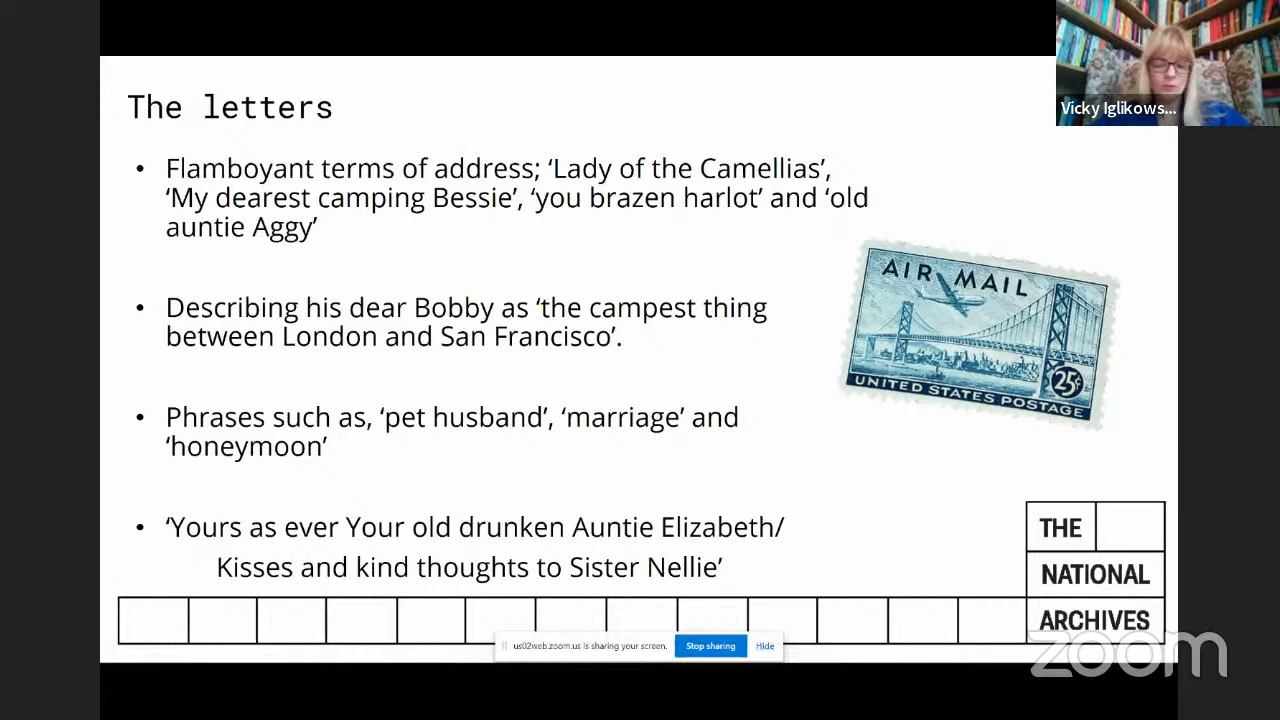 The letters
Vicky Iglikows...
• Flamboyant terms of address; ‘Lady of the Camellias’,
‘My dearest camping Bessie’, ‘you brazen harlot’ and ‘old
auntie Aggy’
AIR MAIL
25¢
UNITED STATES POSTAGE
• Describing his dear Bobby as ‘the campest thing
between London and San Francisco’.
• Phrases such as, ‘pet husband’, ‘marriage’ and
‘honeymoon’
• ‘Yours as ever Your old drunken Auntie Elizabeth/
Kisses and kind thoughts to Sister Nellie’
THE
NATIONAL
ARCHIVES
us02web.zoom.us is sharing your screen. Stop sharing Hide
zoom